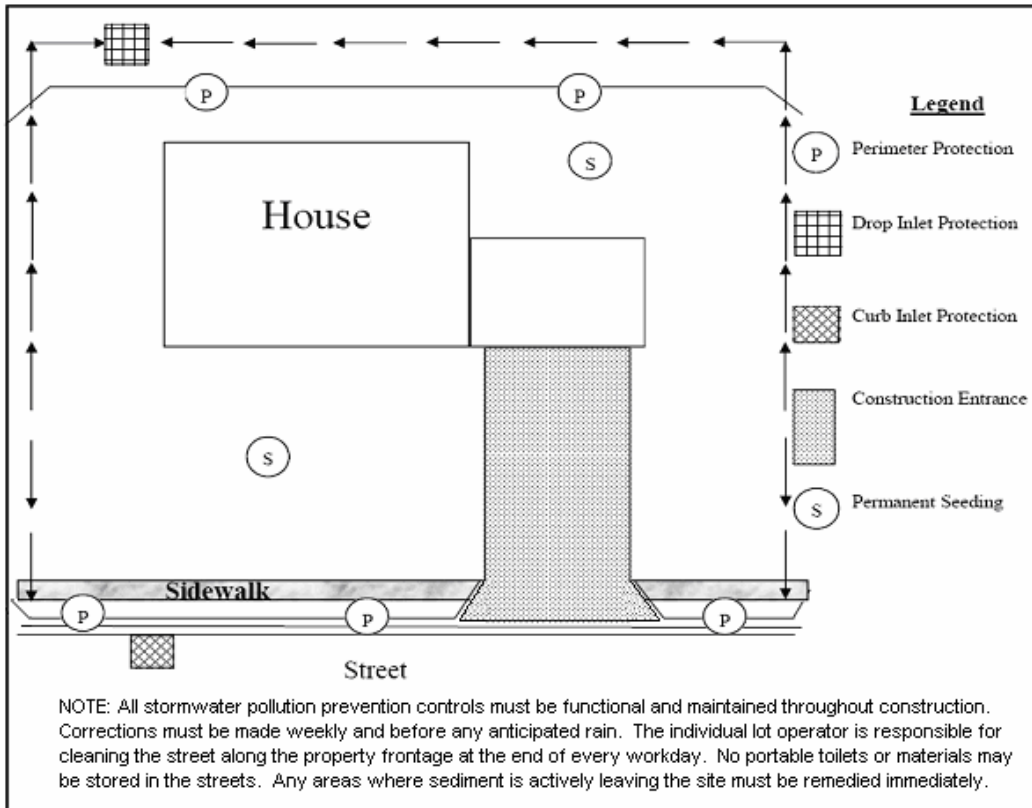 P
P
Legend
P
Perimeter Protection
S
House
Drop Inlet Protection
Curb Inlet Protection
Construction Entrance
S
S
Permanent Seeding
Sidewalk
P
P
P
Street
NOTE: All stormwater pollution prevention controls must be functional and maintained throughout construction.
Corrections must be made weekly and before any anticipated rain. The individual lot operator is responsible for
cleaning the street along the property frontage at the end of every workday. No portable toilets or materials may
be stored in the streets. Any areas where sediment is actively leaving the site must be remedied immediately.